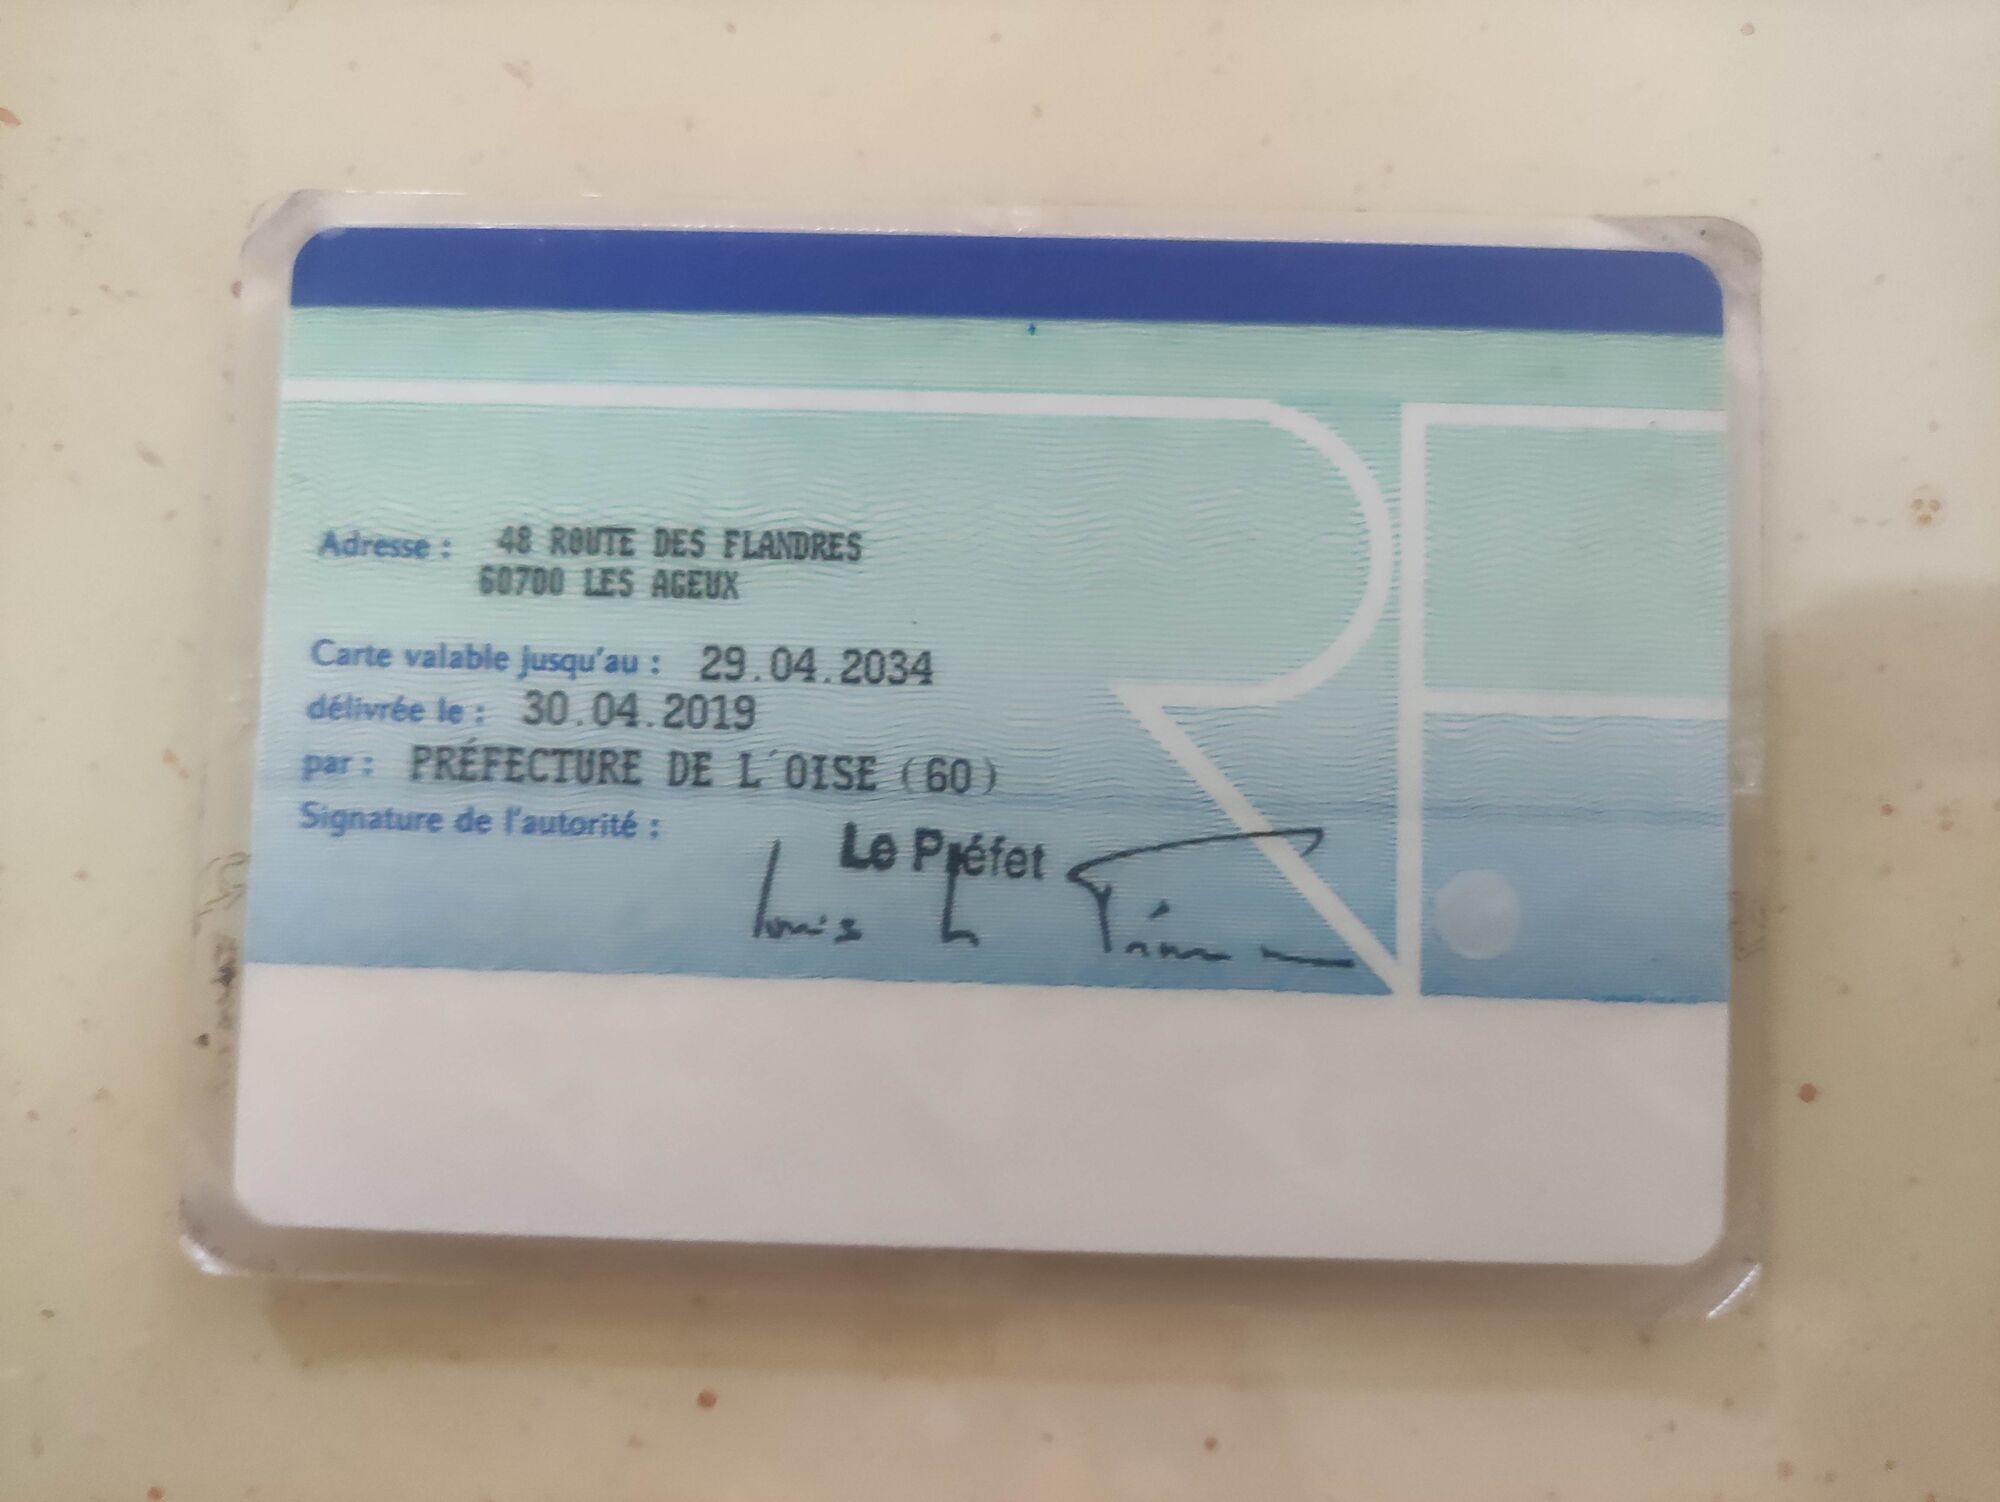 Adresse : 48 ROUTE DES FLANDRES
60700 LES AGEUX
Carte valable jusqu'au : 29.04.2034
délivrée le : 30.04.2019
par : PRÉFECTURE DE L´OISE (60)
Signature de l'autorité :
Le Préfet
RF